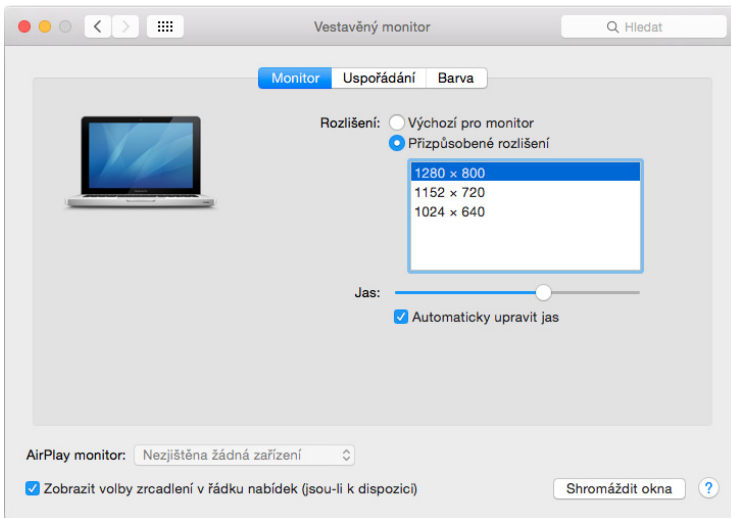 Vestavěný monitor
Hledat
Monitor Uspořádání Barva
Rozlišení: Výchozí pro monitor
Přizpůsobené rozlišení
1280 × 800
1152 × 720
1024 × 640
Jas:
Automaticky upravit jas
AirPlay monitor: Nezjištěna žádná zařízení
Zobrazit volby zrcadlení v řádku nabídek (jsou-li k dispozici) Shromáždit okna ?